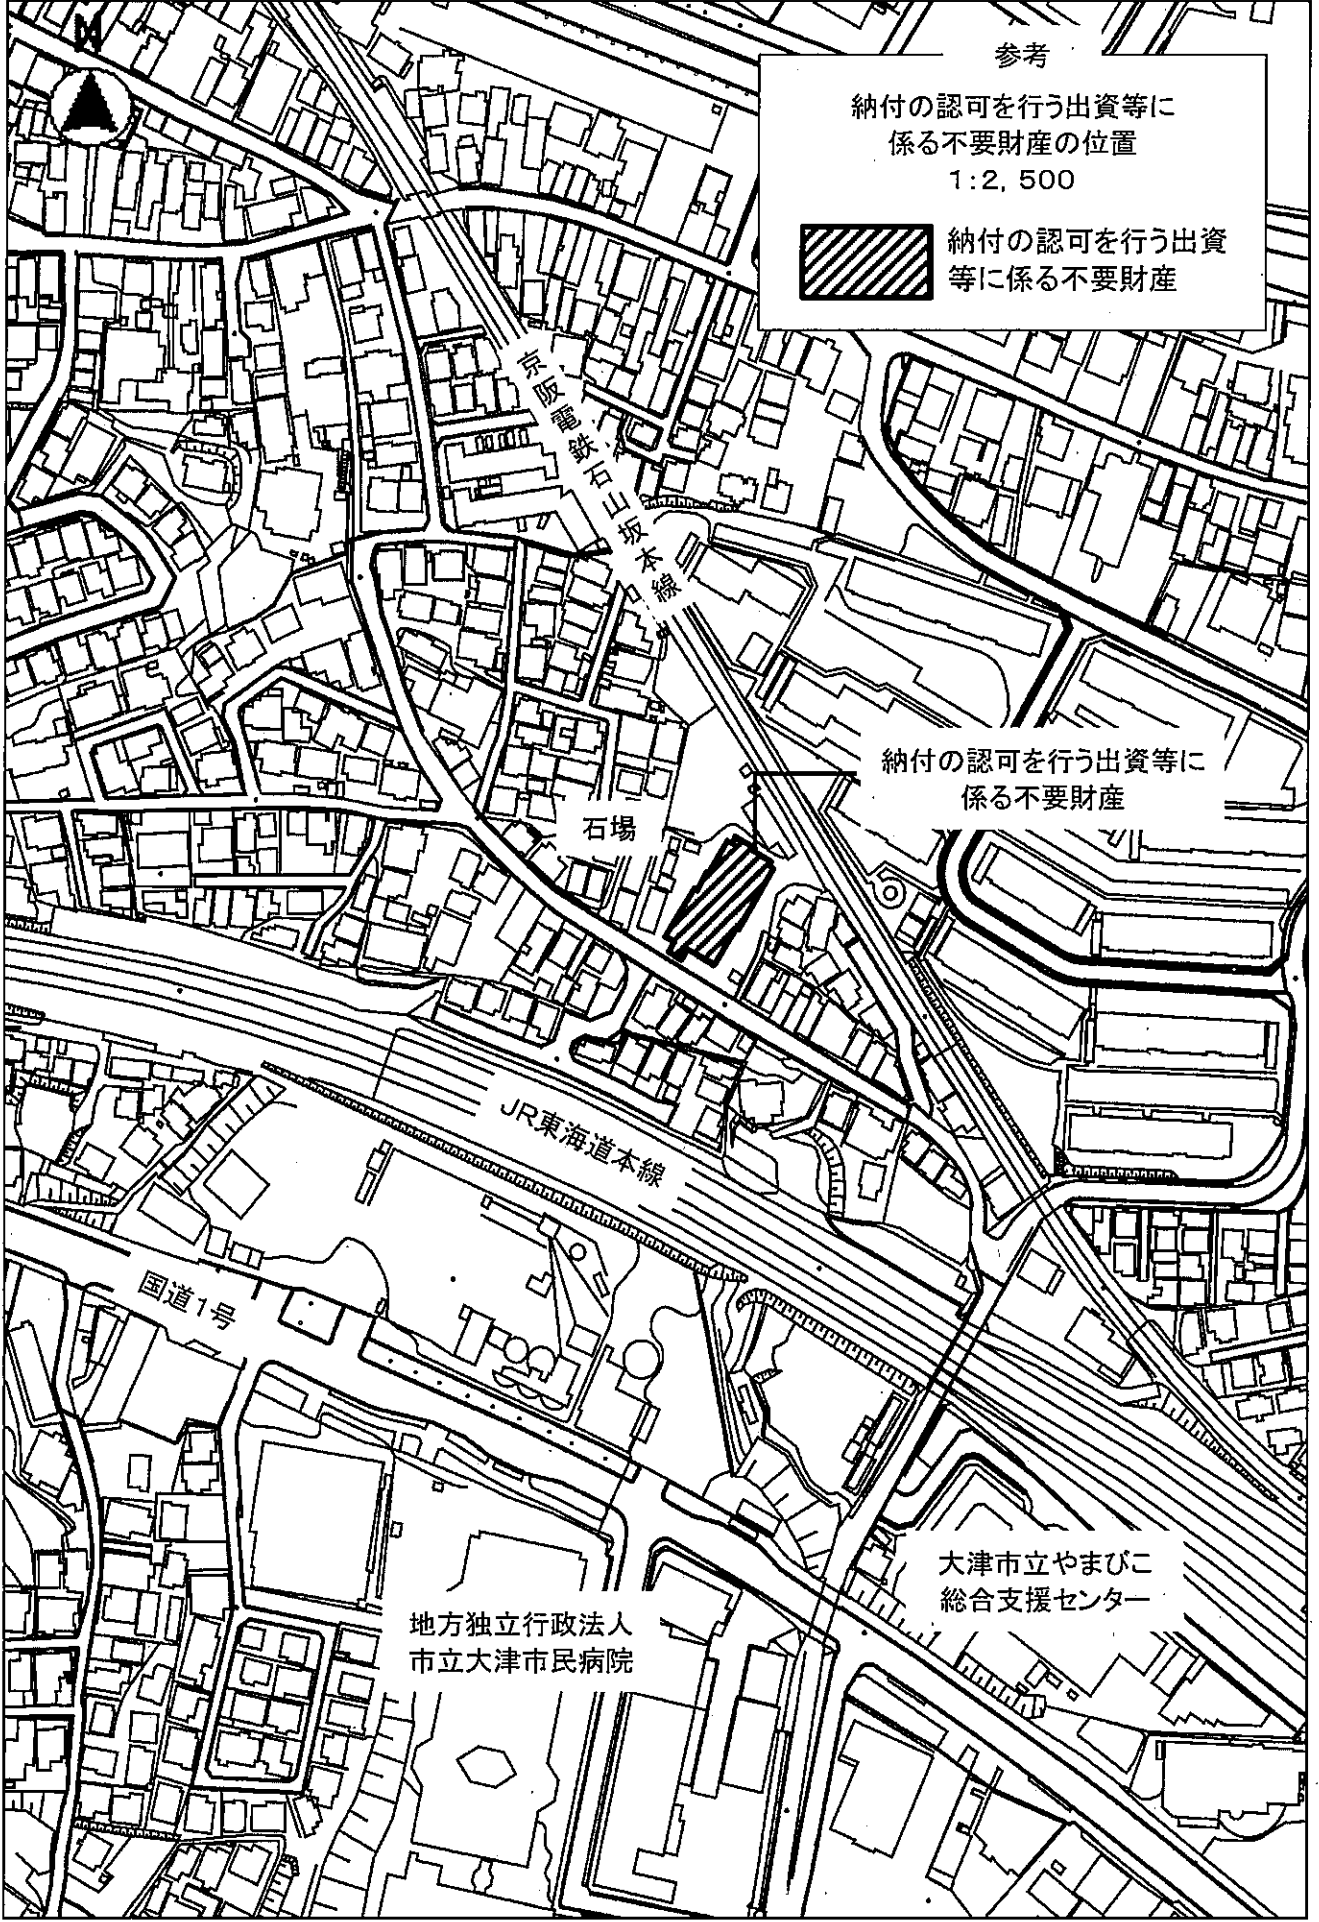 N
参考
納付の認可を行う出資等に
係る不要財産の位置
1:2,500
納付の認可を行う出資
等に係る不要財産
京阪電鉄石山坂本線
納付の認可を行う出資等に
係る不要財産
石場
JR東海道本線
国道1号
大津市立やまびこ
総合支援センター
地方独立行政法人
市立大津市民病院